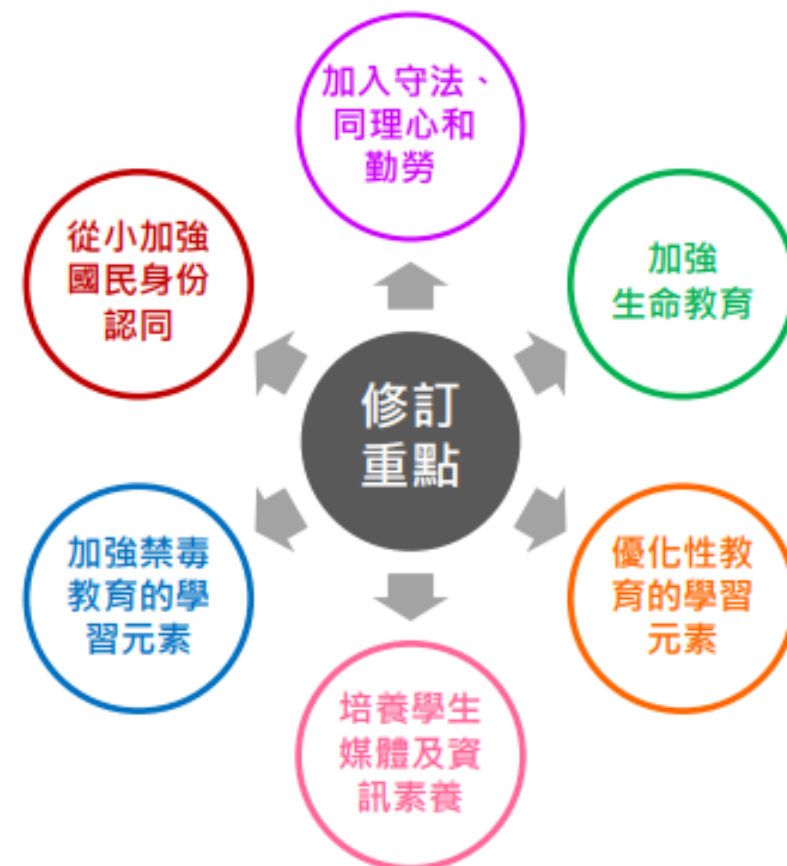 加入守法、
同理心和
勤勞
從小加強
國民身份
認同
加強
生命教育
修訂
重點
加強禁毒
教育的學
習元素
優化性教
育的學習
元素
培養學生
媒體及資
訊素養